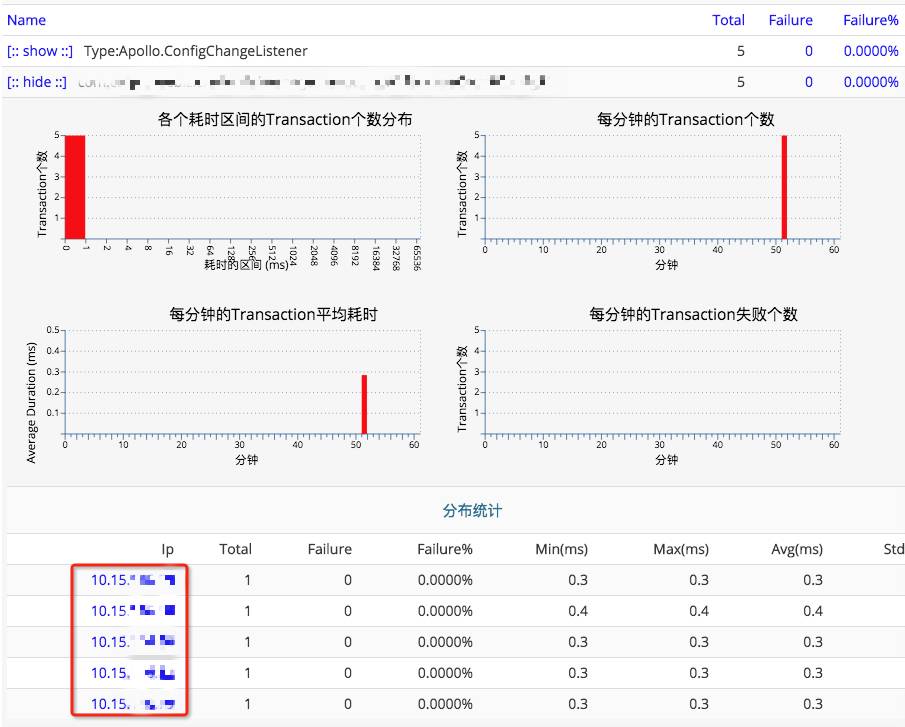 Name Total Failure Failure%
[:: show ::] Type:Apollo.ConfigChangeListener 5 0 0.0000%
[:: hide ::] 5 0 0.0000%
各个耗时区间的Transaction个数分布
Transaction个数
5
4
3
2
1
0 1 2 4 8 16 32 64 128 256 512 1024 2048 4096 8192 16384 32768 65536
耗时的区间 (ms)
每分钟的Transaction个数
Transaction个数
5
4
3
2
1
0 10 20 30 40 50 60
分钟
每分钟的Transaction平均耗时
Average Duration (ms)
0.5
0.4
0.3
0.2
0.1
0 10 20 30 40 50 60
分钟
每分钟的Transaction失败个数
Transaction个数
5
4
3
2
1
0 10 20 30 40 50 60
分钟
分布统计
Ip Total Failure Failure% Min(ms) Max(ms) Avg(ms) Std
10.15. 1 0 0.0000% 0.3 0.3 0.3
10.15. 1 0 0.0000% 0.4 0.4 0.4
10.15. 1 0 0.0000% 0.3 0.3 0.3
10.15. 1 0 0.0000% 0.3 0.3 0.3
10.15. 1 0 0.0000% 0.3 0.3 0.3